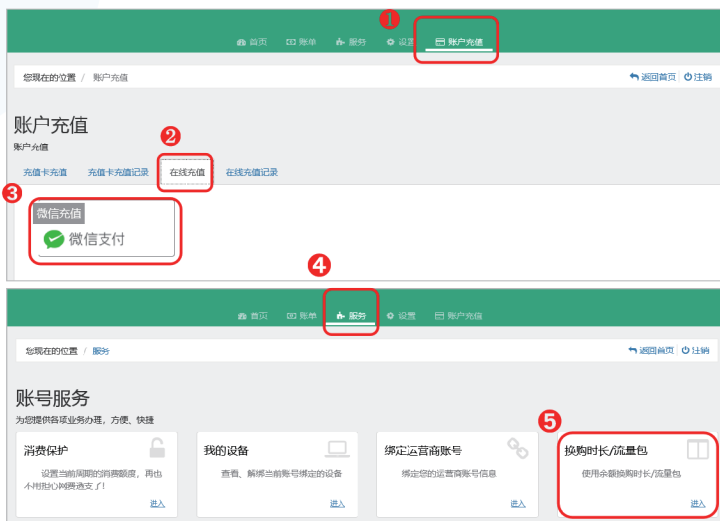 1
首页 账单 服务 设置 账户充值
您现在的位置 / 账户充值 返回首页 注销
账户充值
账户充值
2
充值卡充值 充值卡充值记录 在线充值 在线充值记录
3
微信充值
微信支付
4
首页 账单 服务 设置 账户充值
您现在的位置 / 服务 返回首页 注销
账号服务
为您提供各项业务办理，方便、快捷
5
消费保护 我的设备 绑定运营商账号 换购时长/流量包
设置当前周期的消费额度，再也 查看、解绑当前账号绑定的设备 绑定您的运营商账号信息 使用余额换购时长/流量包
不用担心网费透支了！
进入 进入 进入 进入